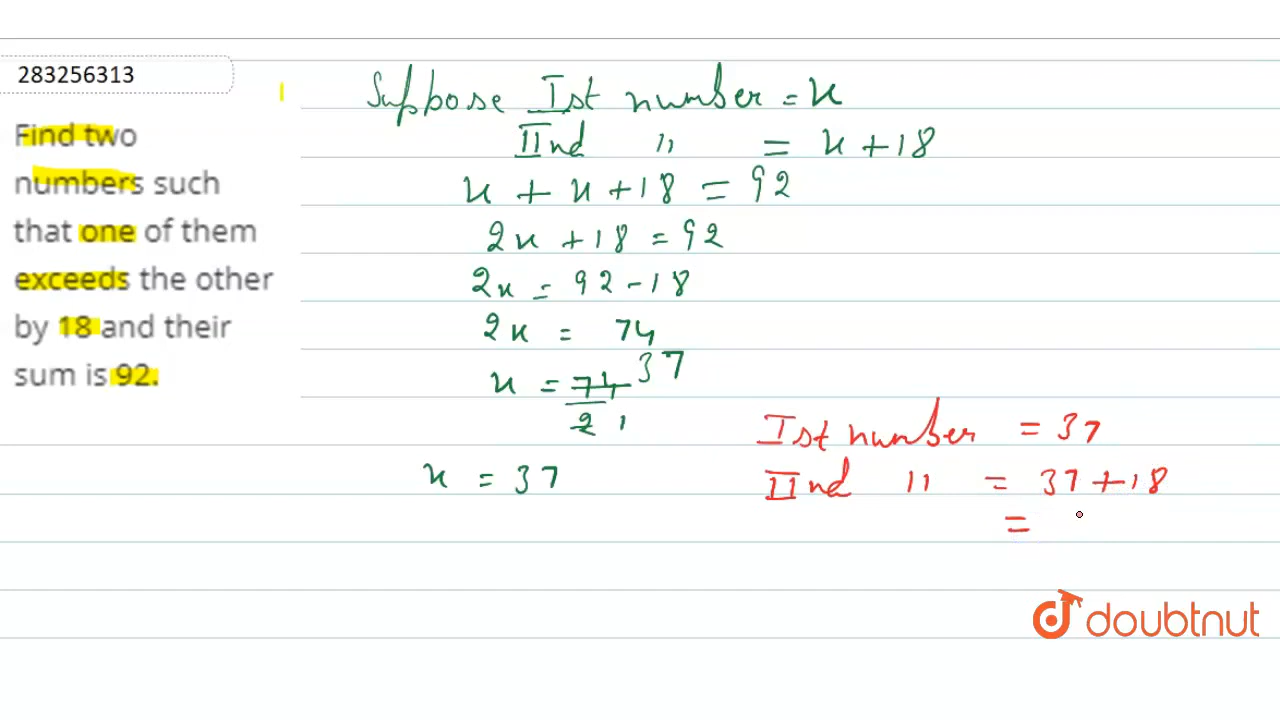 283256313
Find two
numbers such
that one of them
exceeds the other
by 18 and their
sum is 92.
Suppose Ist number = x
IInd " = x + 18
x + x + 18 = 92
2x + 18 = 92
2x = 92 - 18
2x = 74
x = 74 37
2 1
x = 37
Ist number = 37
IInd " = 37 + 18
=
doubtnut